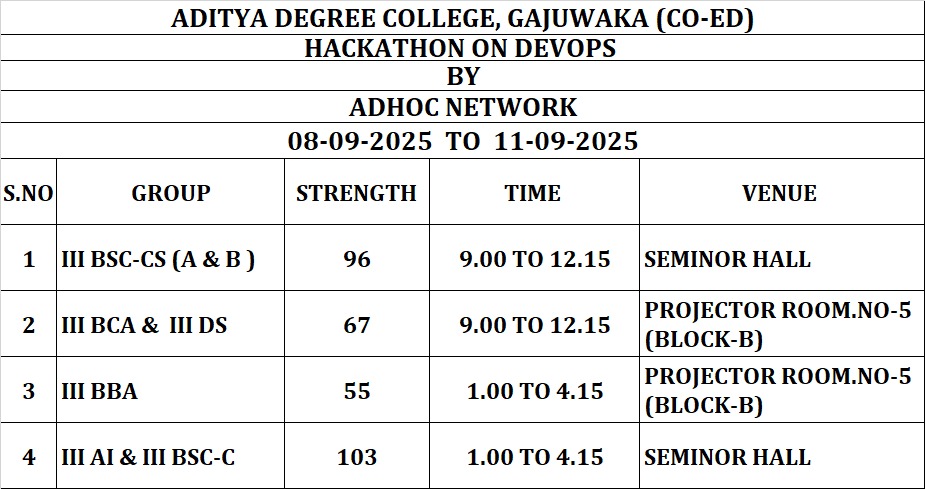 ADITYA DEGREE COLLEGE, GAJUWAKA (CO-ED)
HACKATHON ON DEVOPS
BY
ADHOC NETWORK
08-09-2025 TO 11-09-2025
S.NO GROUP STRENGTH TIME VENUE
1 III BSC-CS (A & B ) 96 9.00 TO 12.15 SEMINOR HALL
2 III BCA & III DS 67 9.00 TO 12.15 PROJECTOR ROOM.NO-5
(BLOCK-B)
3 III BBA 55 1.00 TO 4.15 PROJECTOR ROOM.NO-5
(BLOCK-B)
4 III AI & III BSC-C 103 1.00 TO 4.15 SEMINOR HALL